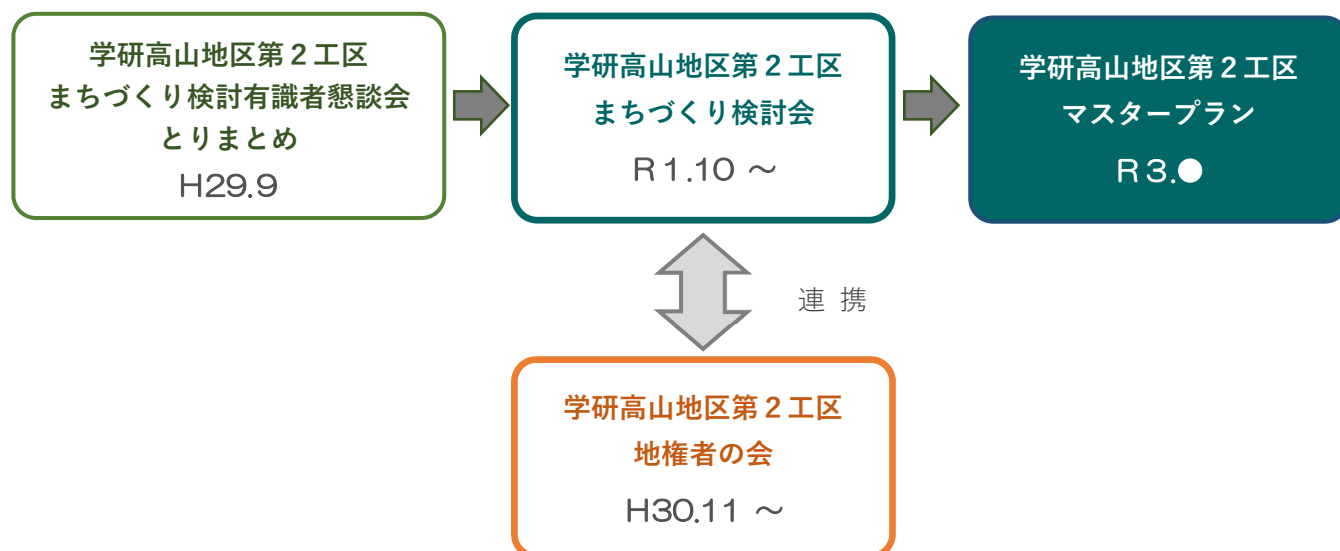 学研高山地区第２工区
まちづくり検討有識者懇談会
とりまとめ
H29.9
学研高山地区第２工区
まちづくり検討会
Ｒ1.10 ～
学研高山地区第２工区
マスタープラン
Ｒ3.●
連 携
学研高山地区第２工区
地権者の会
H30.11 ～